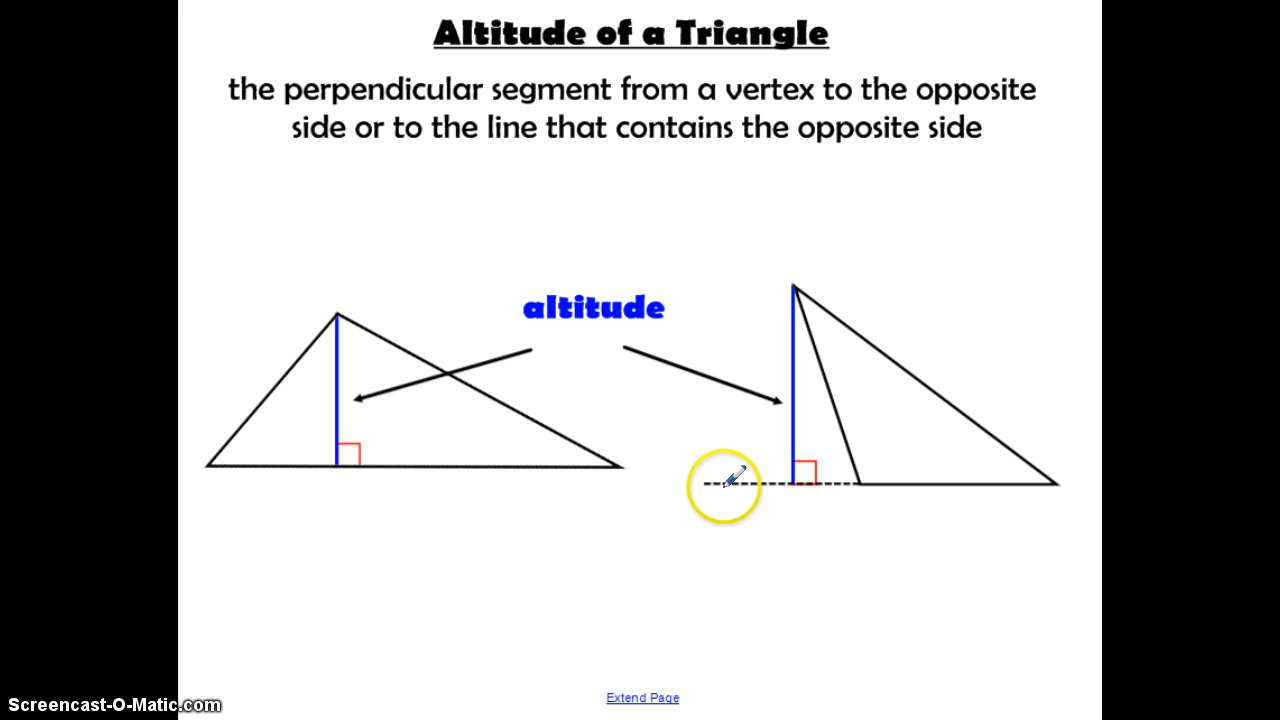 Altitude of a Triangle
the perpendicular segment from a vertex to the opposite
side or to the line that contains the opposite side
altitude
Extend Page
Screencast-O-Matic.com